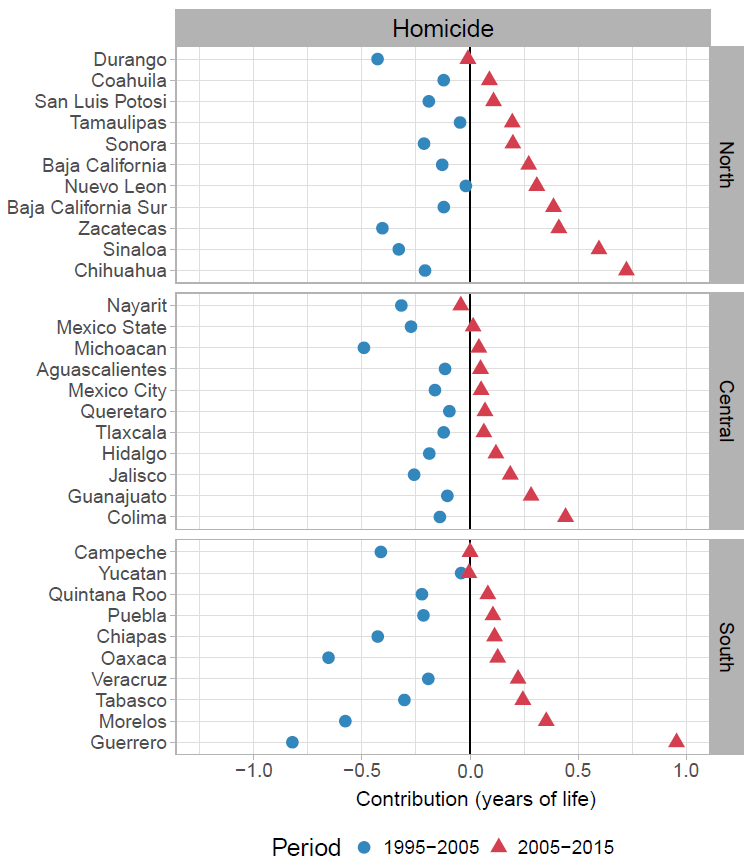 Homicide
Durango
Coahuila
San Luis Potosi
Tamaulipas
Sonora
Baja California
Nuevo Leon
Baja California Sur
Zacatecas
Sinaloa
Chihuahua
North
Nayarit
Mexico State
Michoacan
Aguascalientes
Mexico City
Queretaro
Tlaxcala
Hidalgo
Jalisco
Guanajuato
Colima
Central
Campeche
Yucatan
Quintana Roo
Puebla
Chiapas
Oaxaca
Veracruz
Tabasco
Morelos
Guerrero
South
−1.0 −0.5 0.0 0.5 1.0
Contribution (years of life)
Period 1995−2005 2005−2015